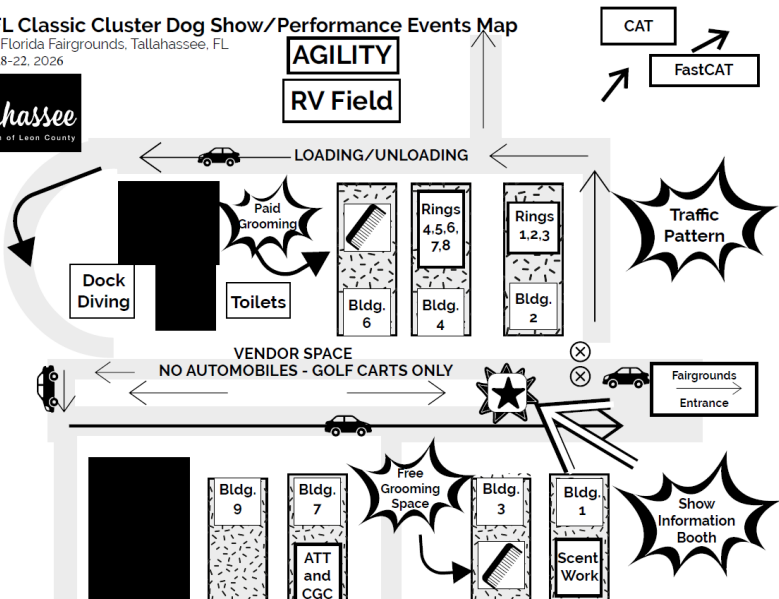 L Classic Cluster Dog Show/Performance Events Map
Florida Fairgrounds, Tallahassee, FL
8-22, 2026
hassee
e of Leon County
AGILITY
RV Field
CAT
FastCAT
LOADING/UNLOADING
Paid
Grooming
Rings
4,5,6,
7,8
Rings
1,2,3
Traffic
Pattern
Dock
Diving
Toilets
Bldg.
6
Bldg.
4
Bldg.
2
VENDOR SPACE
NO AUTOMOBILES - GOLF CARTS ONLY
Fairgrounds
Entrance
Bldg.
9
Bldg.
7
Free
Grooming
Space
Bldg.
3
Bldg.
1
Show
Information
Booth
ATT
and
CGC
Scent
Work